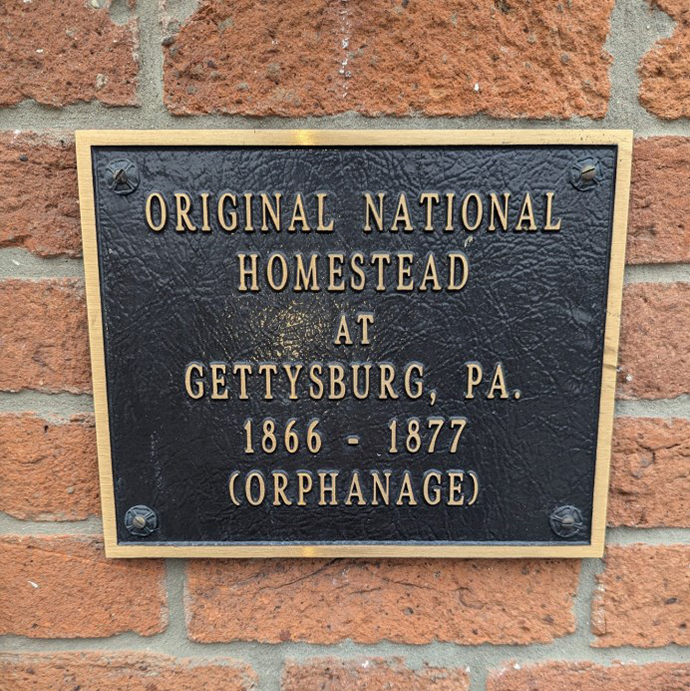 ORIGINAL NATIONAL
HOMESTEAD
AT
GETTYSBURG, PA.
1866 - 1877
(ORPHANAGE)